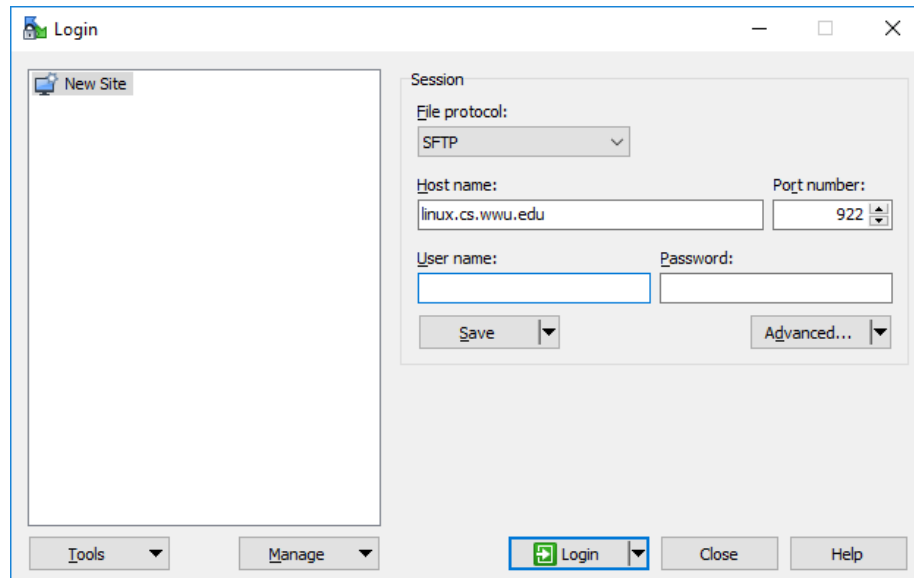 Login
New Site
Session
File protocol:
SFTP
Host name:
Port number:
linux.cs.wwu.edu
922
User name:
Password:
Save
Advanced...
Tools
Manage
Login
Close
Help